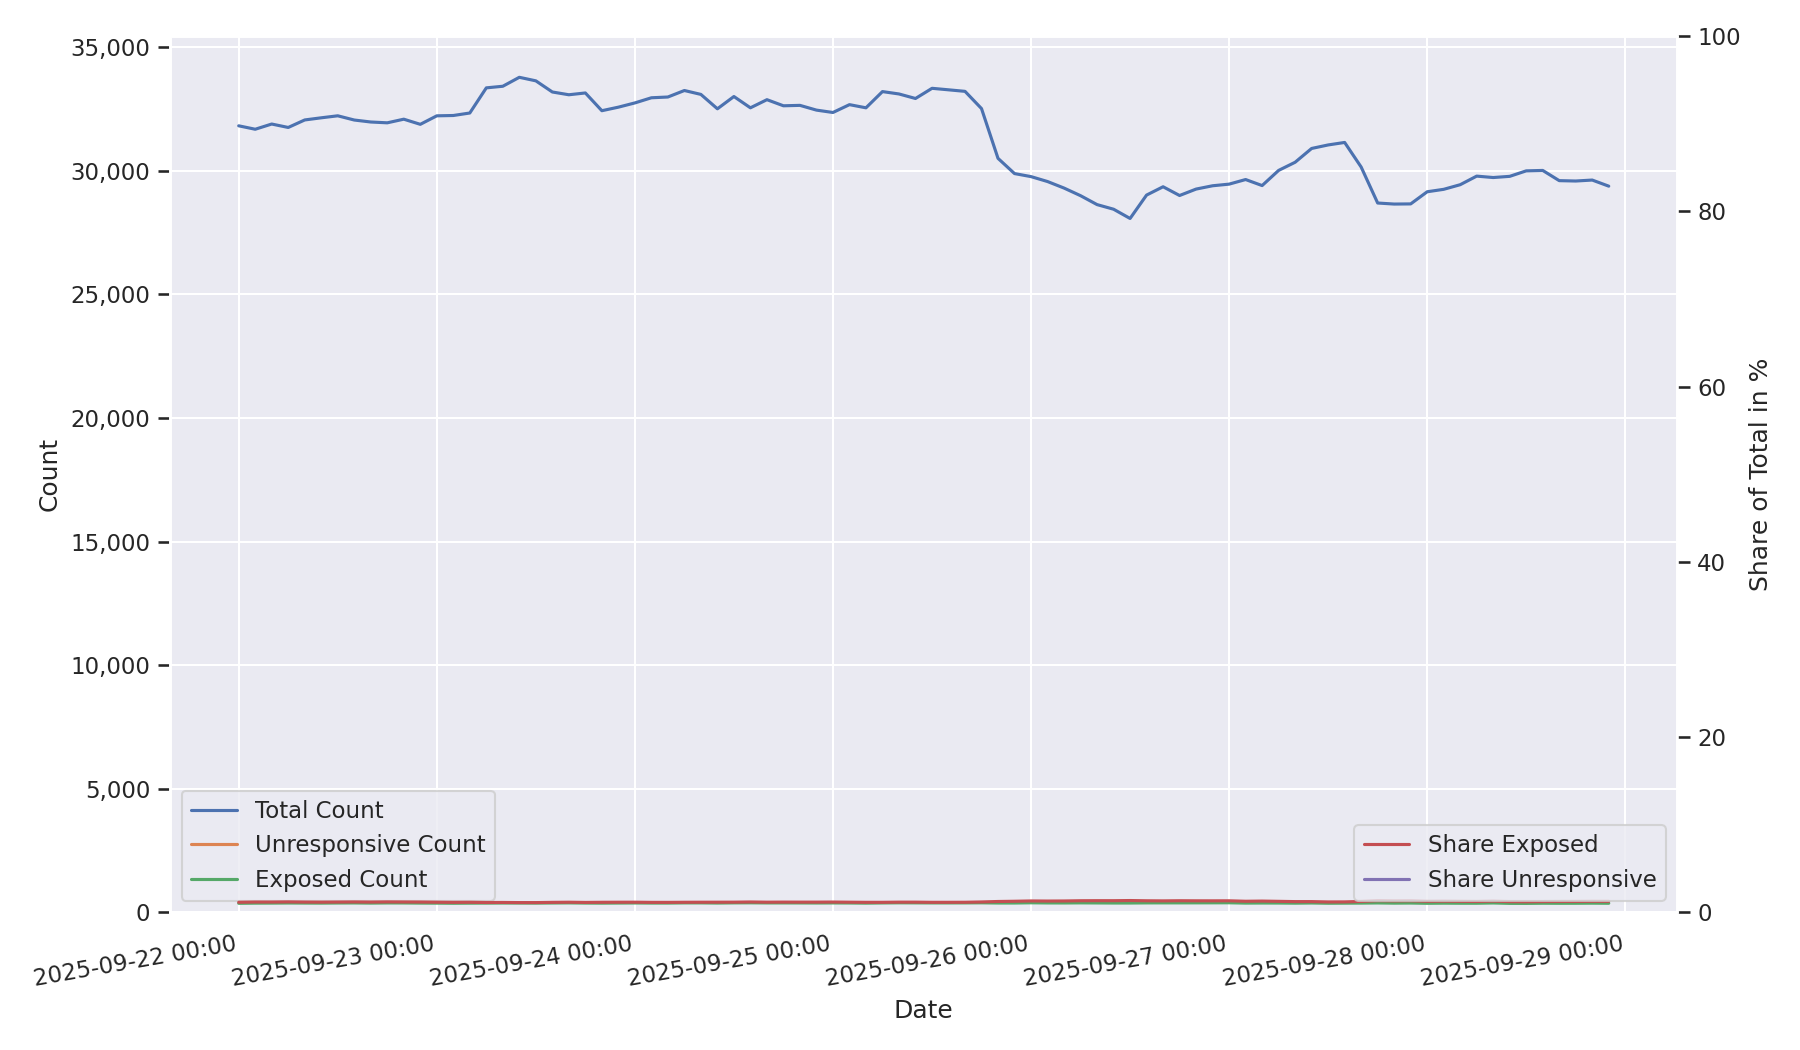 35,000
30,000
25,000
20,000
15,000
10,000
5,000
0
Count
100
80
60
40
20
0
Share of Total in %
Total Count
Unresponsive Count
Exposed Count
Share Exposed
Share Unresponsive
2025-09-22 00:00
2025-09-23 00:00
2025-09-24 00:00
2025-09-25 00:00
2025-09-26 00:00
2025-09-27 00:00
2025-09-28 00:00
2025-09-29 00:00
Date